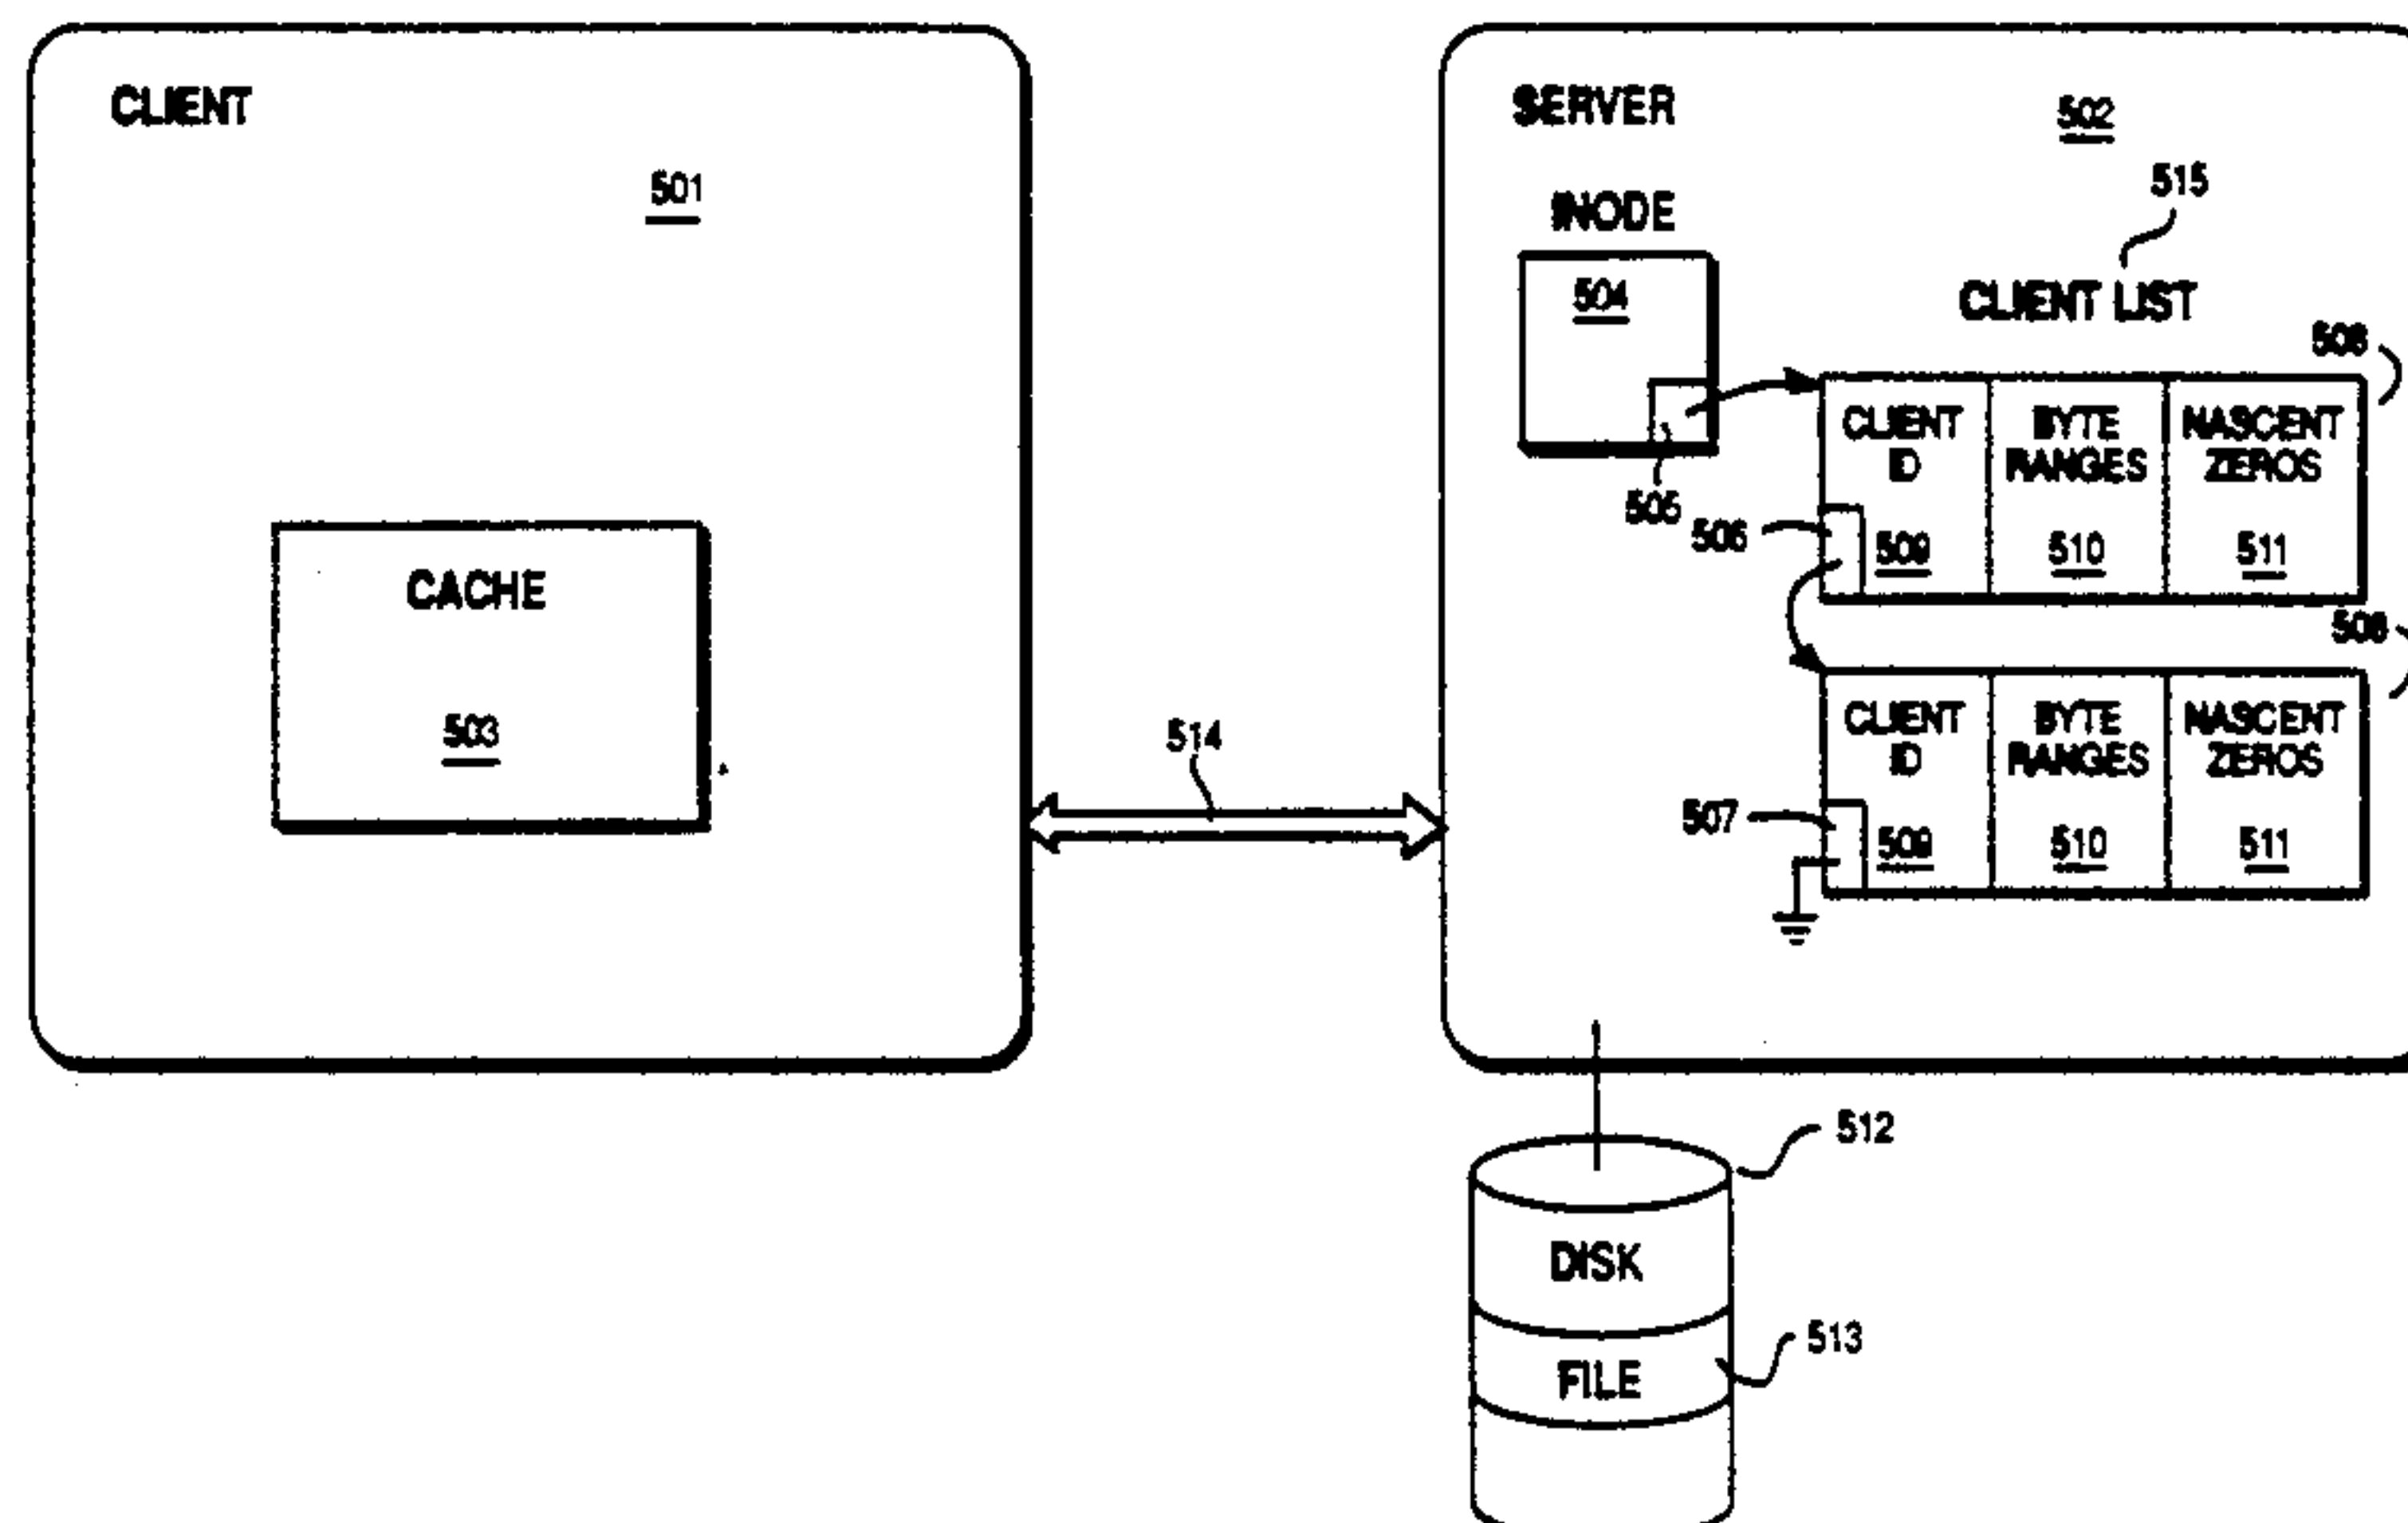 CLIENT
501
CACHE
503
514
SERVER
502
INODE
504
505
515
CLIENT LIST
508
CLIENT ID
BYTE RANGES
NASCENT ZEROS
506
509
510
511
508
CLIENT ID
BYTE RANGES
NASCENT ZEROS
507
509
510
511
512
DISK
513
FILE